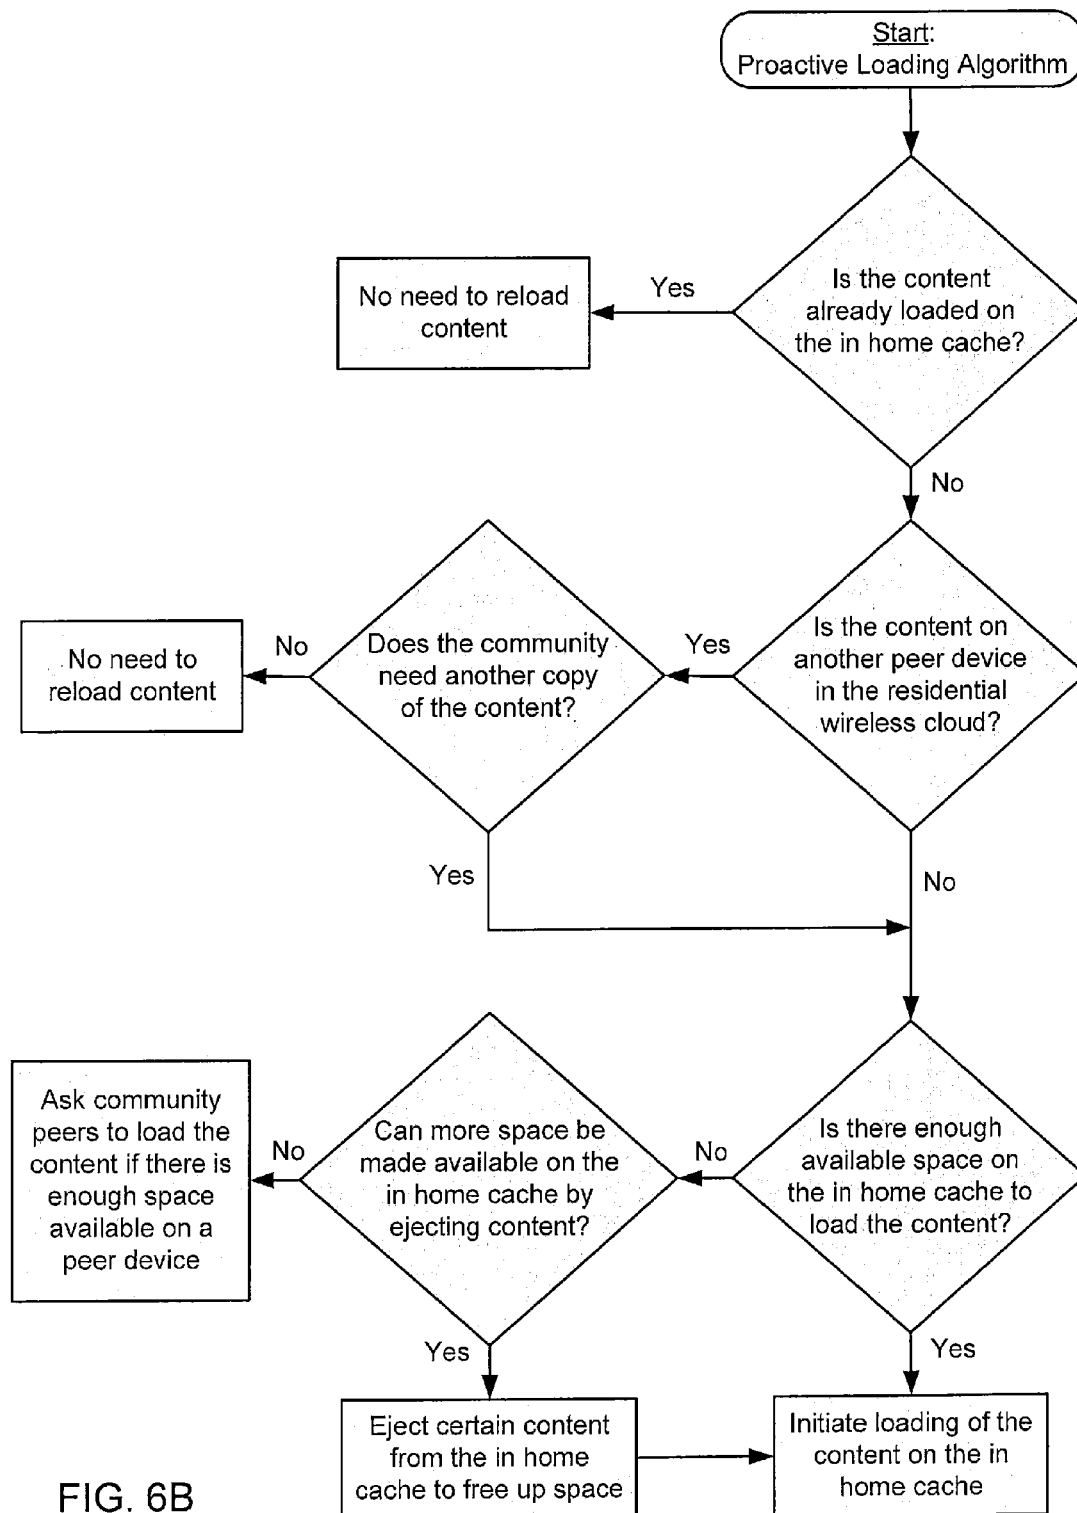 Start:
Proactive Loading Algorithm
Is the content
already loaded on
the in home cache?
Yes
No need to reload
content
No
Is the content on
another peer device
in the residential
wireless cloud?
Yes
Does the community
need another copy
of the content?
No
No need to
reload content
Yes
No
Is there enough
available space on
the in home cache to
load the content?
No
Can more space be
made available on the
in home cache by
ejecting content?
No
Ask community
peers to load the
content if there is
enough space
available on a
peer device
Yes
Yes
Eject certain content
from the in home
cache to free up space
Initiate loading of the
content on the in
home cache
FIG. 6B